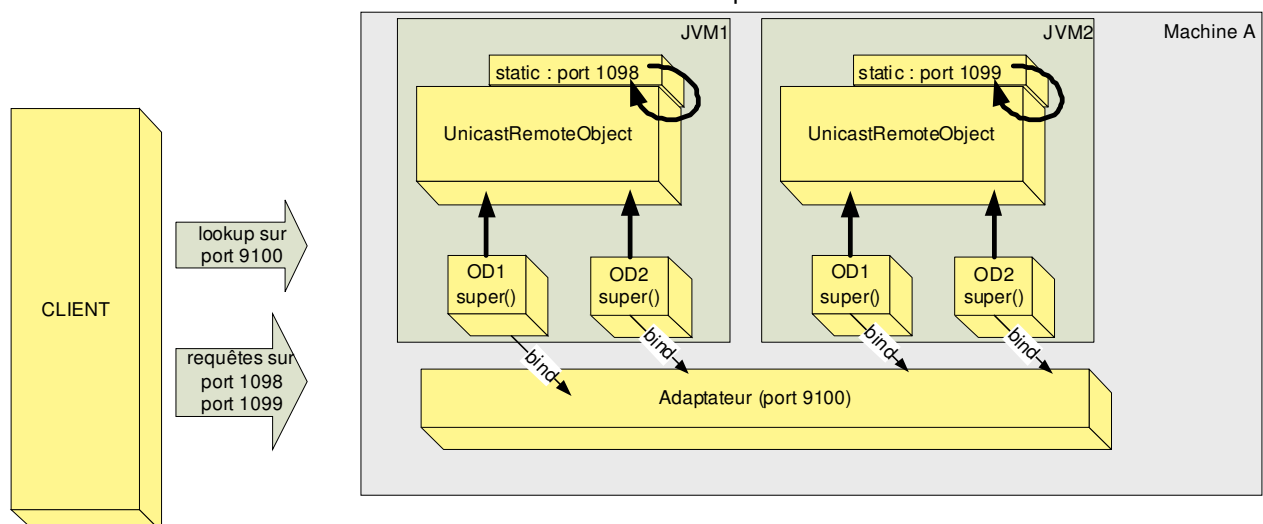 JVM1
JVM2
Machine A
static : port 1098
static : port 1099
UnicastRemoteObject
UnicastRemoteObject
lookup sur
port 9100
OD1
super()
OD2
super()
OD1
super()
OD2
super()
CLIENT
bind
bind
bind
bind
requêtes sur
port 1098
port 1099
Adaptateur (port 9100)